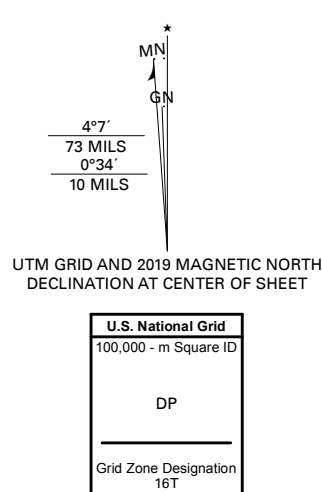 ★
MN
GN
4°7´
73 MILS
0°34´
10 MILS
UTM GRID AND 2019 MAGNETIC NORTH
DECLINATION AT CENTER OF SHEET
U.S. National Grid
100,000 - m Square ID
DP
Grid Zone Designation
16T